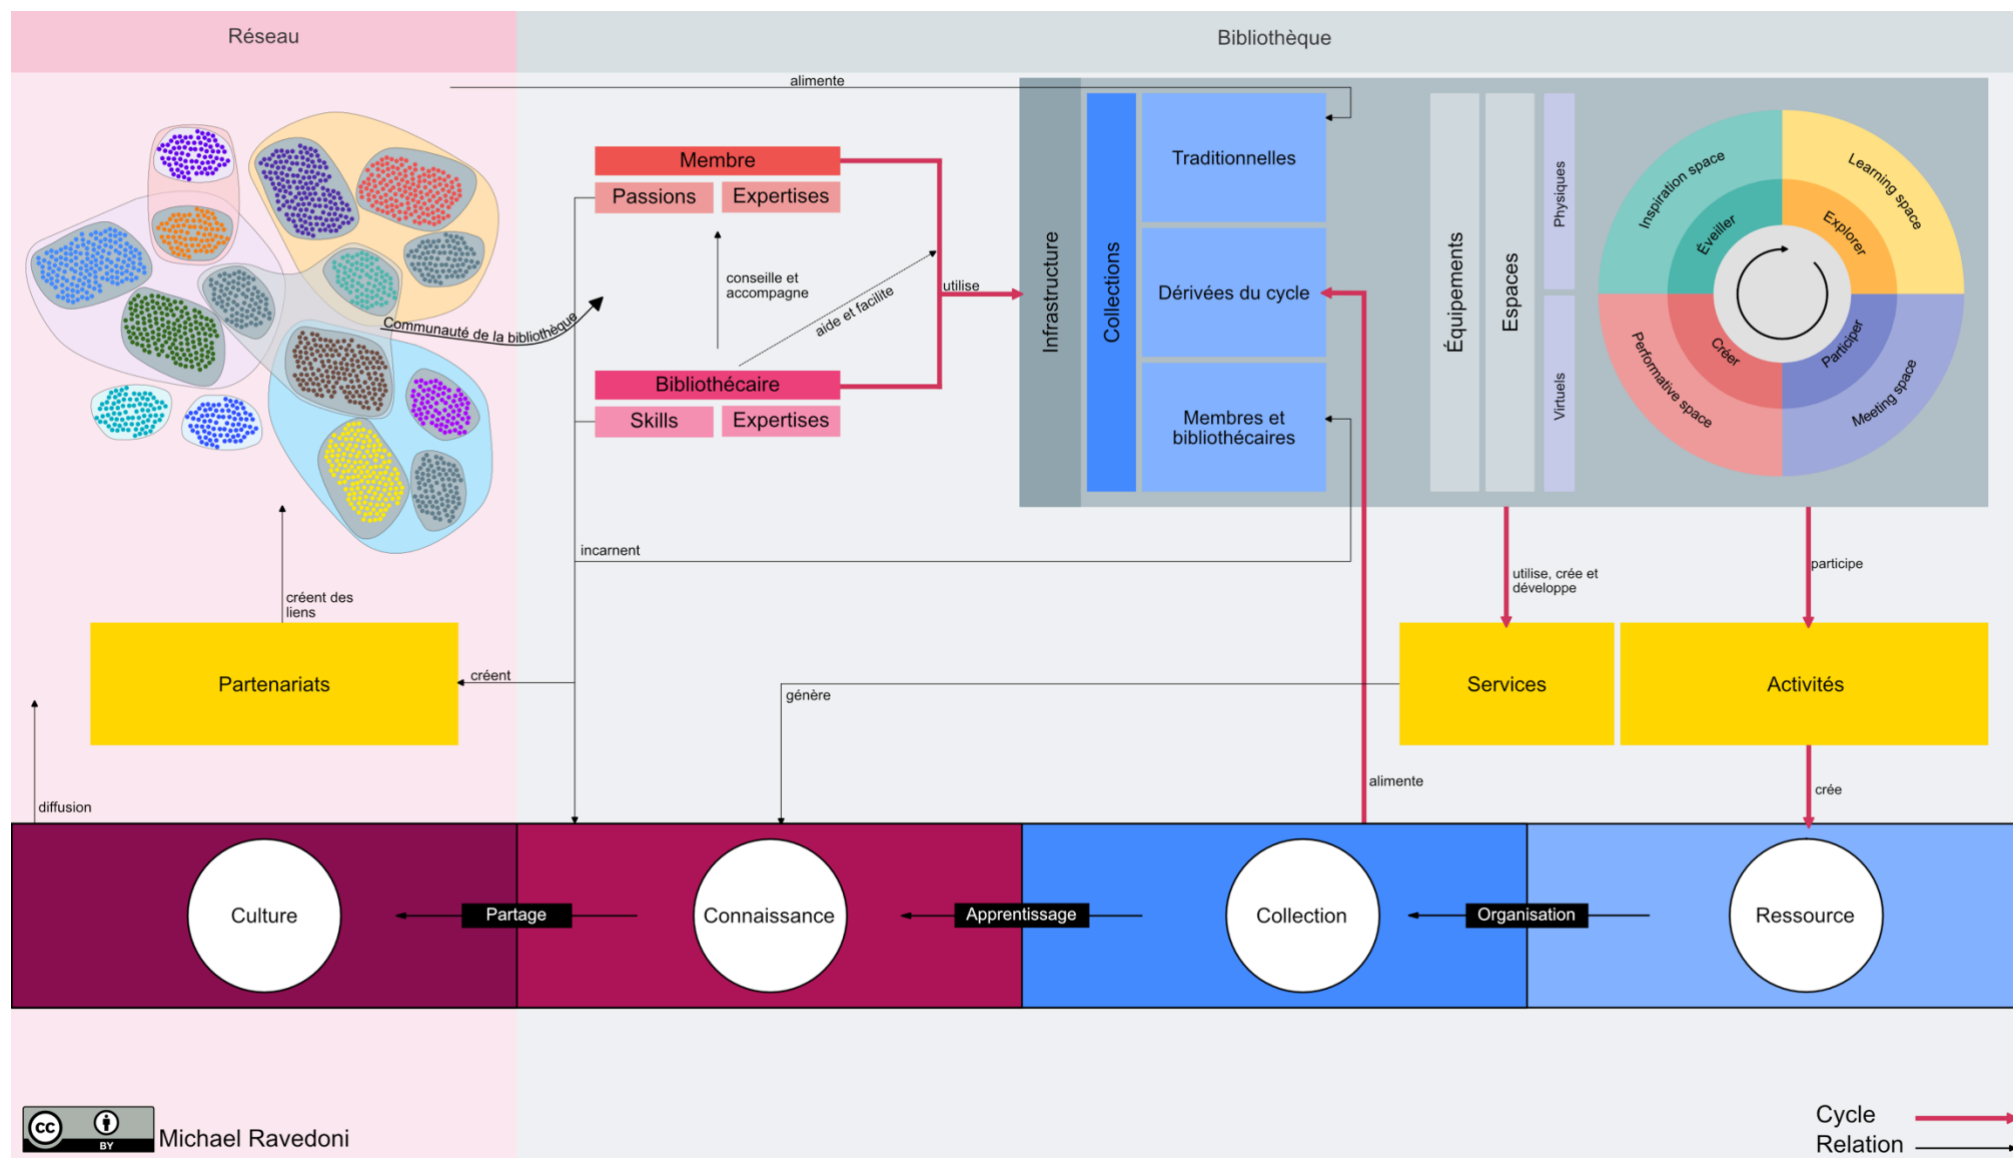 Réseau
Bibliothèque
alimente
Membre
Passions
Expertises
conseille et
accompagne
aide et facilite
utilise
Communauté de la bibliothèque
Bibliothécaire
Skills
Expertises
Infrastructure
Collections
Traditionnelles
Dérivées du cycle
Membres et
bibliothécaires
Équipements
Espaces
Physiques
Virtuels
Inspiration space
Learning space
Éveiller
Explorer
Créer
Participer
Performative space
Meeting space
incarnent
utilise, crée et
développe
participe
créent des
liens
Partenariats
créent
génère
Services
Activités
diffusion
alimente
crée
Culture
Partage
Connaissance
Apprentissage
Collection
Organisation
Ressource
cc
BY
Michael Ravedoni
Cycle
Relation